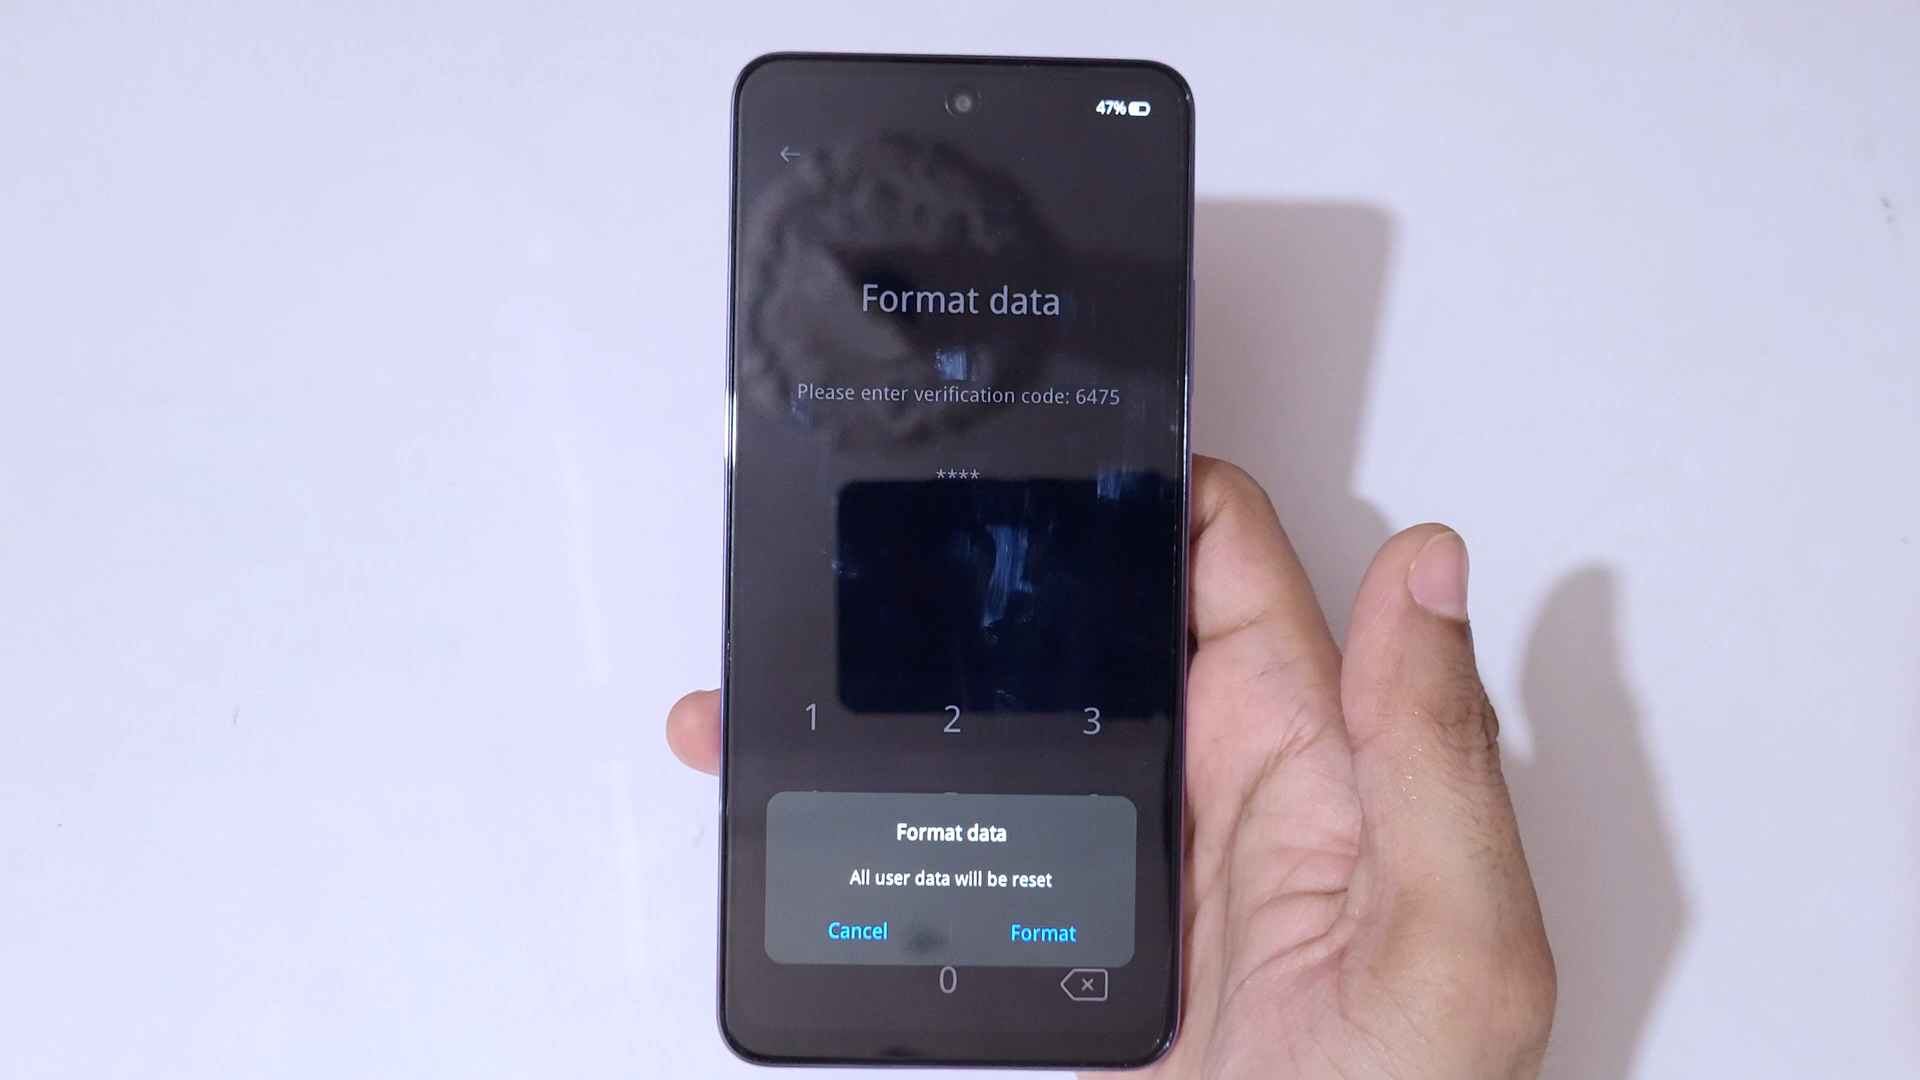 47%
Format data
Please enter verification code: 6475
****
1 2 3
Format data
All user data will be reset
Cancel Format
0